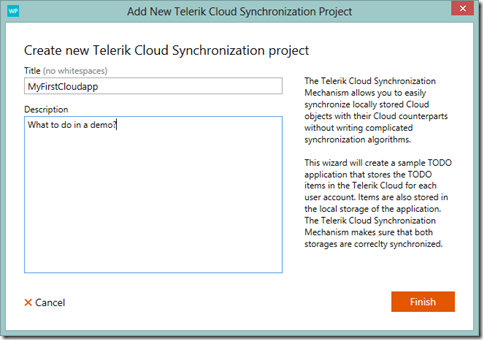 WP
Add New Telerik Cloud Synchronization Project
Create new Telerik Cloud Synchronization project
Title (no whitespaces)
MyFirstCloudapp
Description
What to do in a demo?
The Telerik Cloud Synchronization
Mechanism allows you to easily
synchronize locally stored Cloud
objects with their Cloud counterparts
without writing complicated
synchronization algorithms.
This wizard will create a sample TODO
application that stores the TODO
items in the Telerik Cloud for each
user account. Items are also stored in
the local storage of the application.
The Telerik Cloud Synchronization
Mechanism makes sure that both
storages are correclty synchronized.
Cancel
Finish